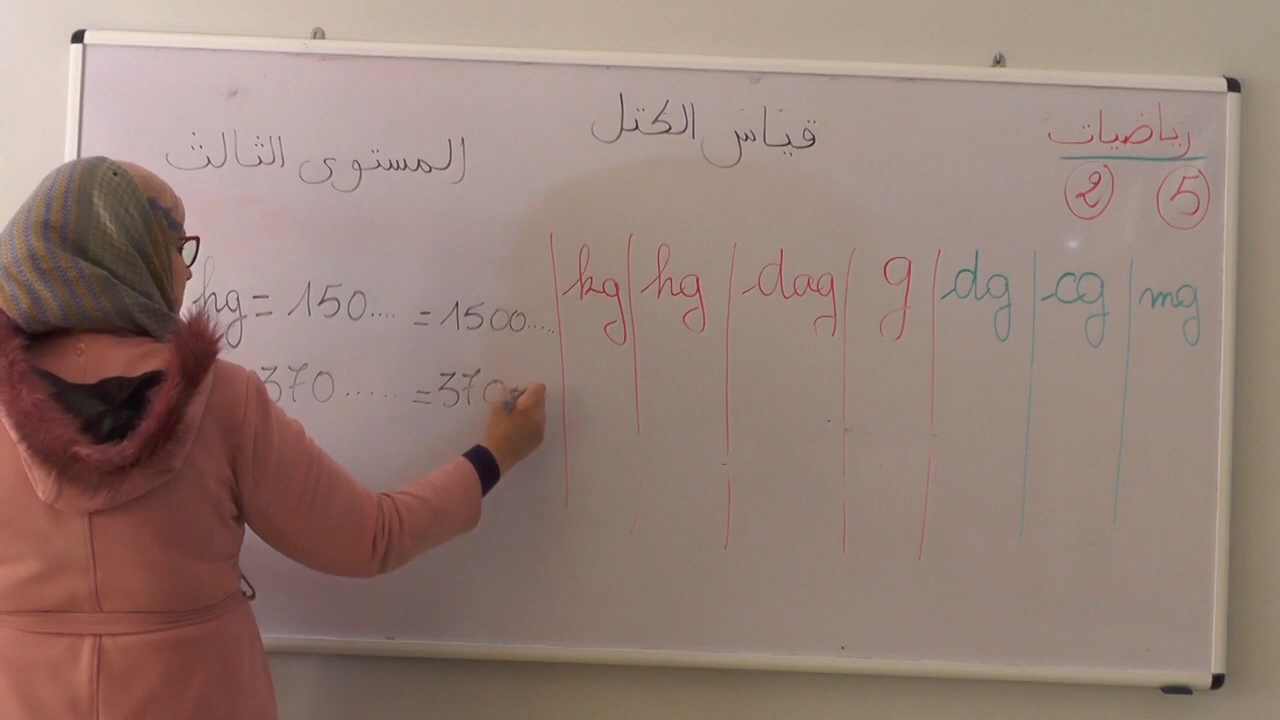 رياضيات
قياس الكتل
المستوى الثالث
5 2
hg = 150.... = 1500.....
370 ..... = 370
kg hg dag g dg cg mg